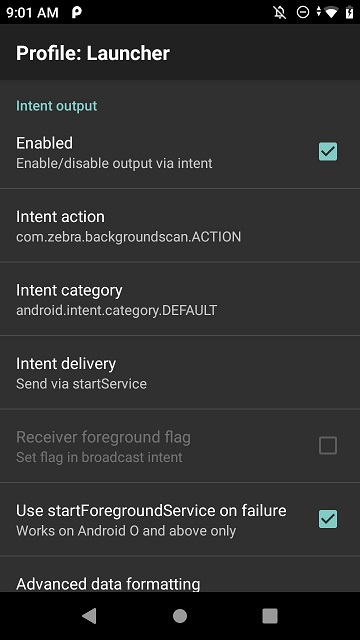 9:01 AM
Profile: Launcher
Intent output
Enabled
Enable/disable output via intent
Intent action
com.zebra.backgroundscan.ACTION
Intent category
android.intent.category.DEFAULT
Intent delivery
Send via startService
Receiver foreground flag
Set flag in broadcast intent
Use startForegroundService on failure
Works on Android O and above only
Advanced data formatting